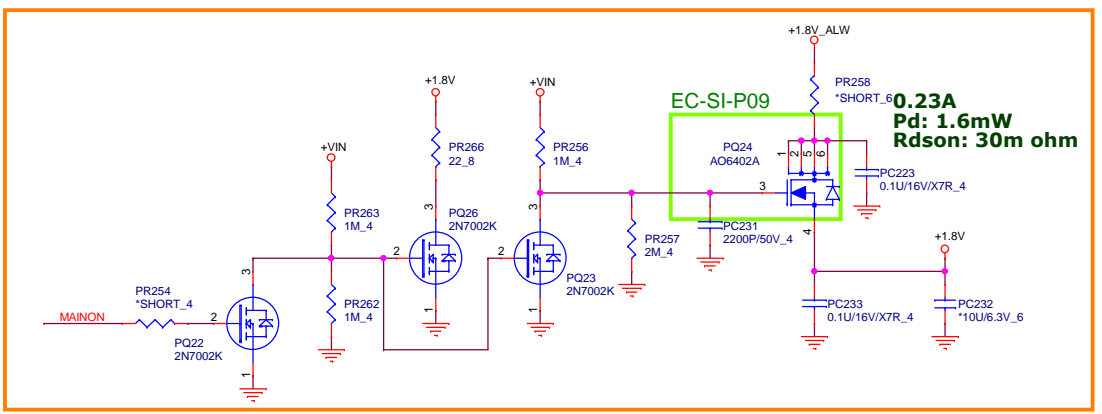 +1.8V_ALW
+1.8V
+VIN
PR258
*SHORT_6
0.23A
Pd: 1.6mW
Rdson: 30m ohm
EC-SI-P09
PR266
22_8
PR256
1M_4
PQ24
AO6402A
1
2
5
6
+VIN
3
PC223
0.1U/16V/X7R_4
PR263
1M_4
3
PQ26
2N7002K
3
4
PC231
2200P/50V_4
+1.8V
2
2
PR257
2M_4
PQ23
2N7002K
3
PR254
*SHORT_4
1
1
PR262
1M_4
PC233
0.1U/16V/X7R_4
PC232
*10U/6.3V_6
MAINON
2
PQ22
2N7002K
1